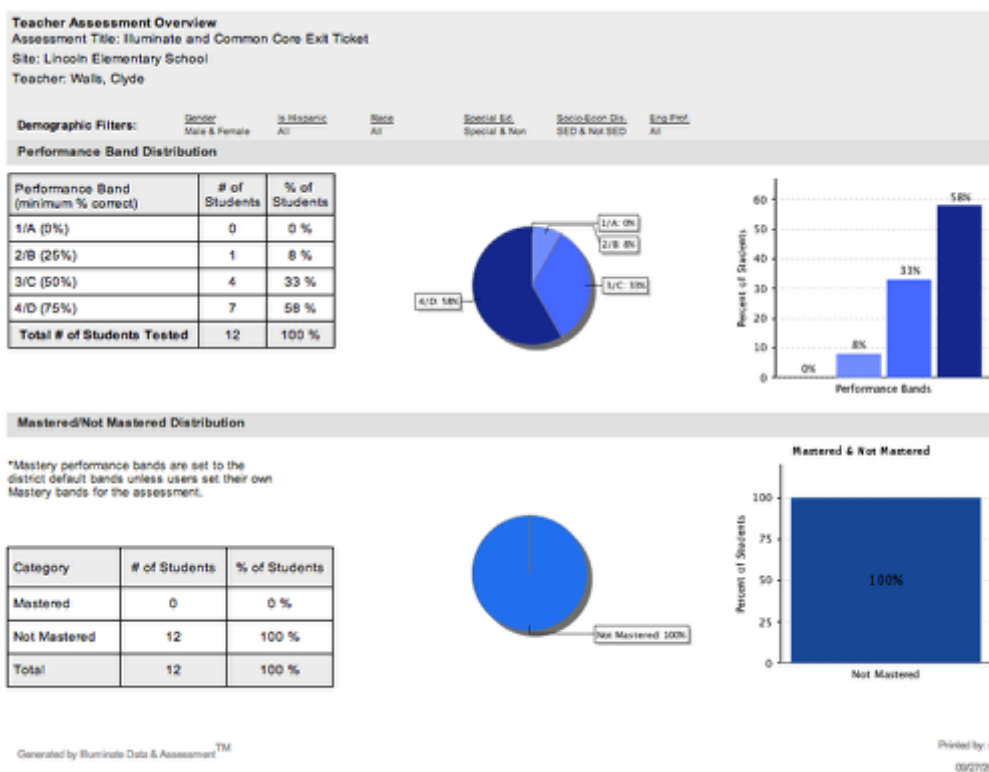 Teacher Assessment Overview
Assessment Title: Illuminate and Common Core Exit Ticket
Site: Lincoln Elementary School
Teacher: Walls, Clyde
Demographic Filters:
Gender Is Hispanic Race Special Ed. Socio-Econ Dis. Eng Prof.
Male & Female All All Special & Non SED & Not SED All
Performance Band Distribution
Performance Band # of % of
(minimum % correct) Students Students
1/A (0%) 0 0 %
2/B (25%) 1 8 %
3/C (50%) 4 33 %
4/D (75%) 7 58 %
Total # of Students Tested 12 100 %
1/A: 0%
2/B: 8%
3/C: 33%
4/D: 58%
Percent of Students
60
50
40
30
20
10
0
0%
8%
33%
58%
Performance Bands
Mastered/Not Mastered Distribution
*Mastery performance bands are set to the
district default bands unless users set their own
Mastery bands for the assessment.
Category # of Students % of Students
Mastered 0 0 %
Not Mastered 12 100 %
Total 12 100 %
Not Mastered 100%
Mastered & Not Mastered
Percent of Students
100
75
50
25
0
100%
Not Mastered
Generated by Illuminate Data & Assessment TM
Printed by: